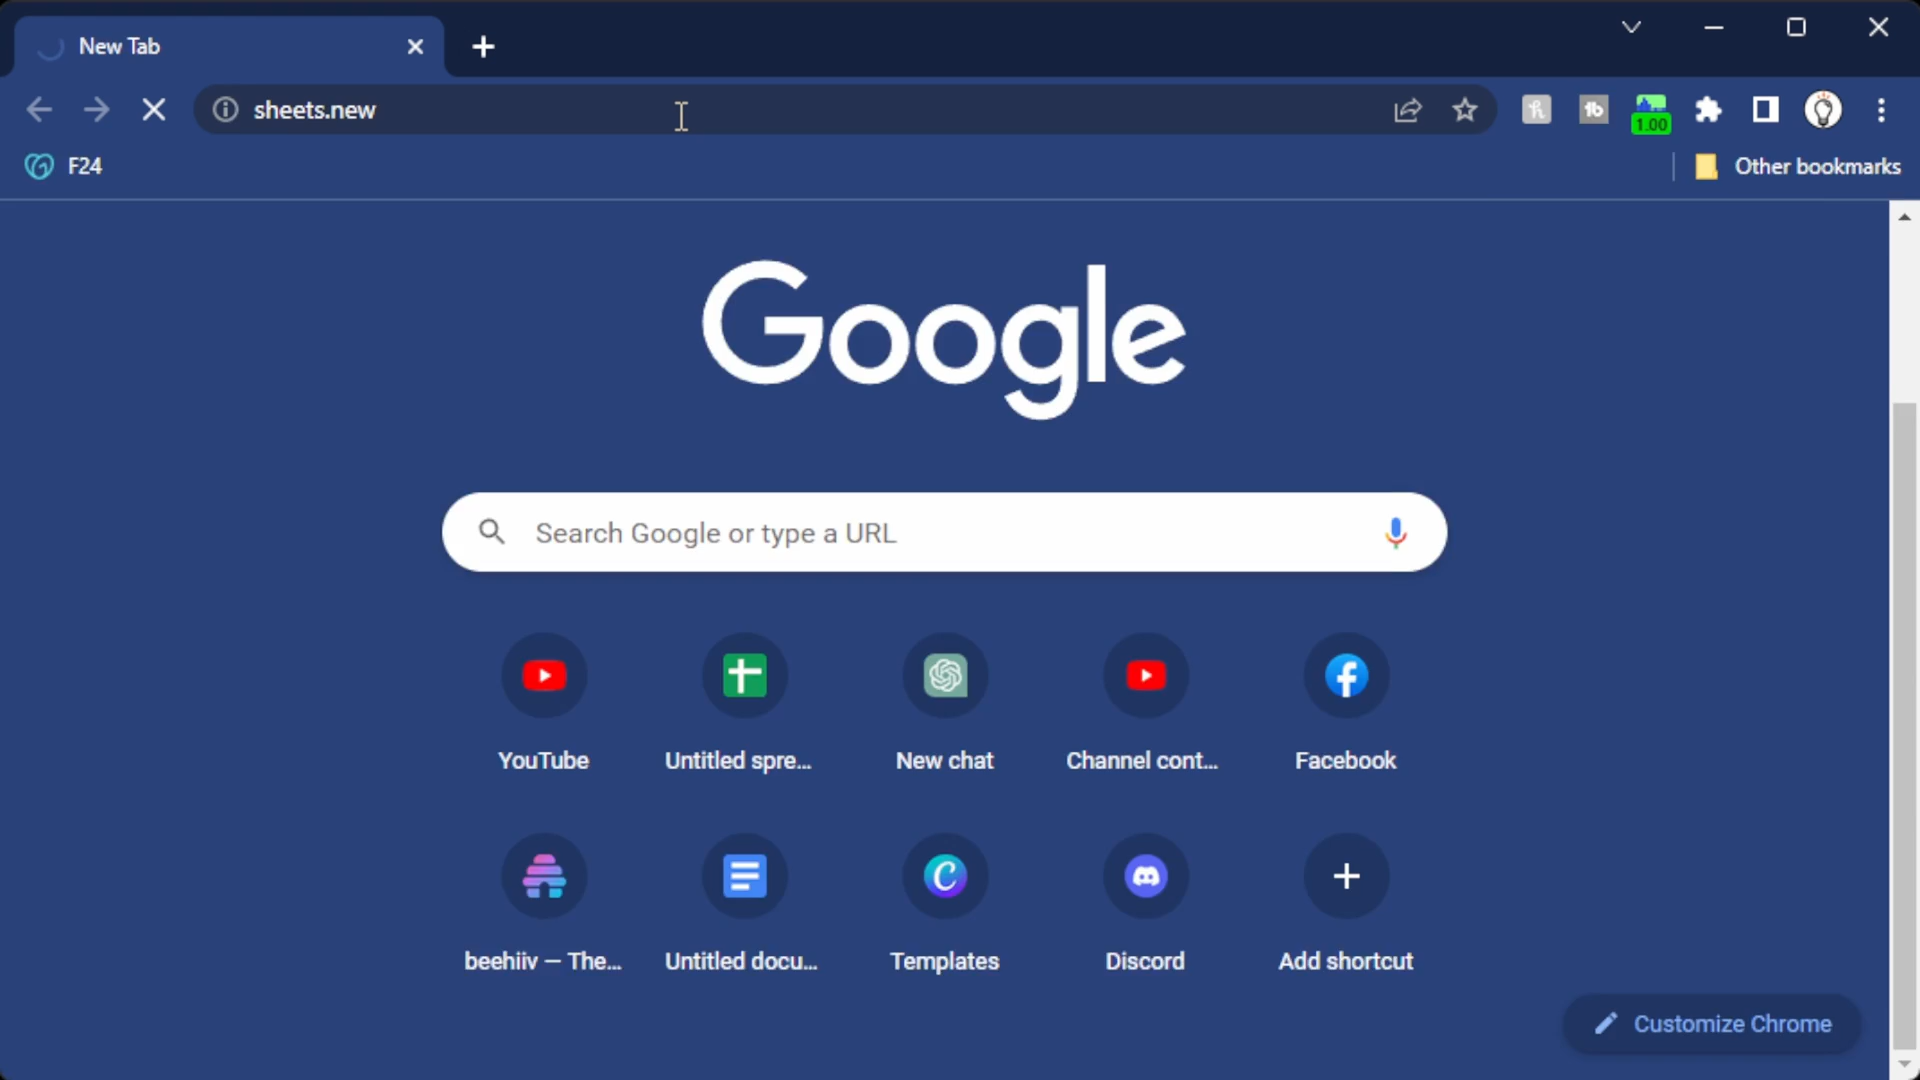 New Tab
sheets.new
1.00
F24
Other bookmarks
Google
Search Google or type a URL
YouTube
Untitled spre...
New chat
Channel cont...
Facebook
beehiiv — The...
Untitled docu...
Templates
Discord
Add shortcut
Customize Chrome